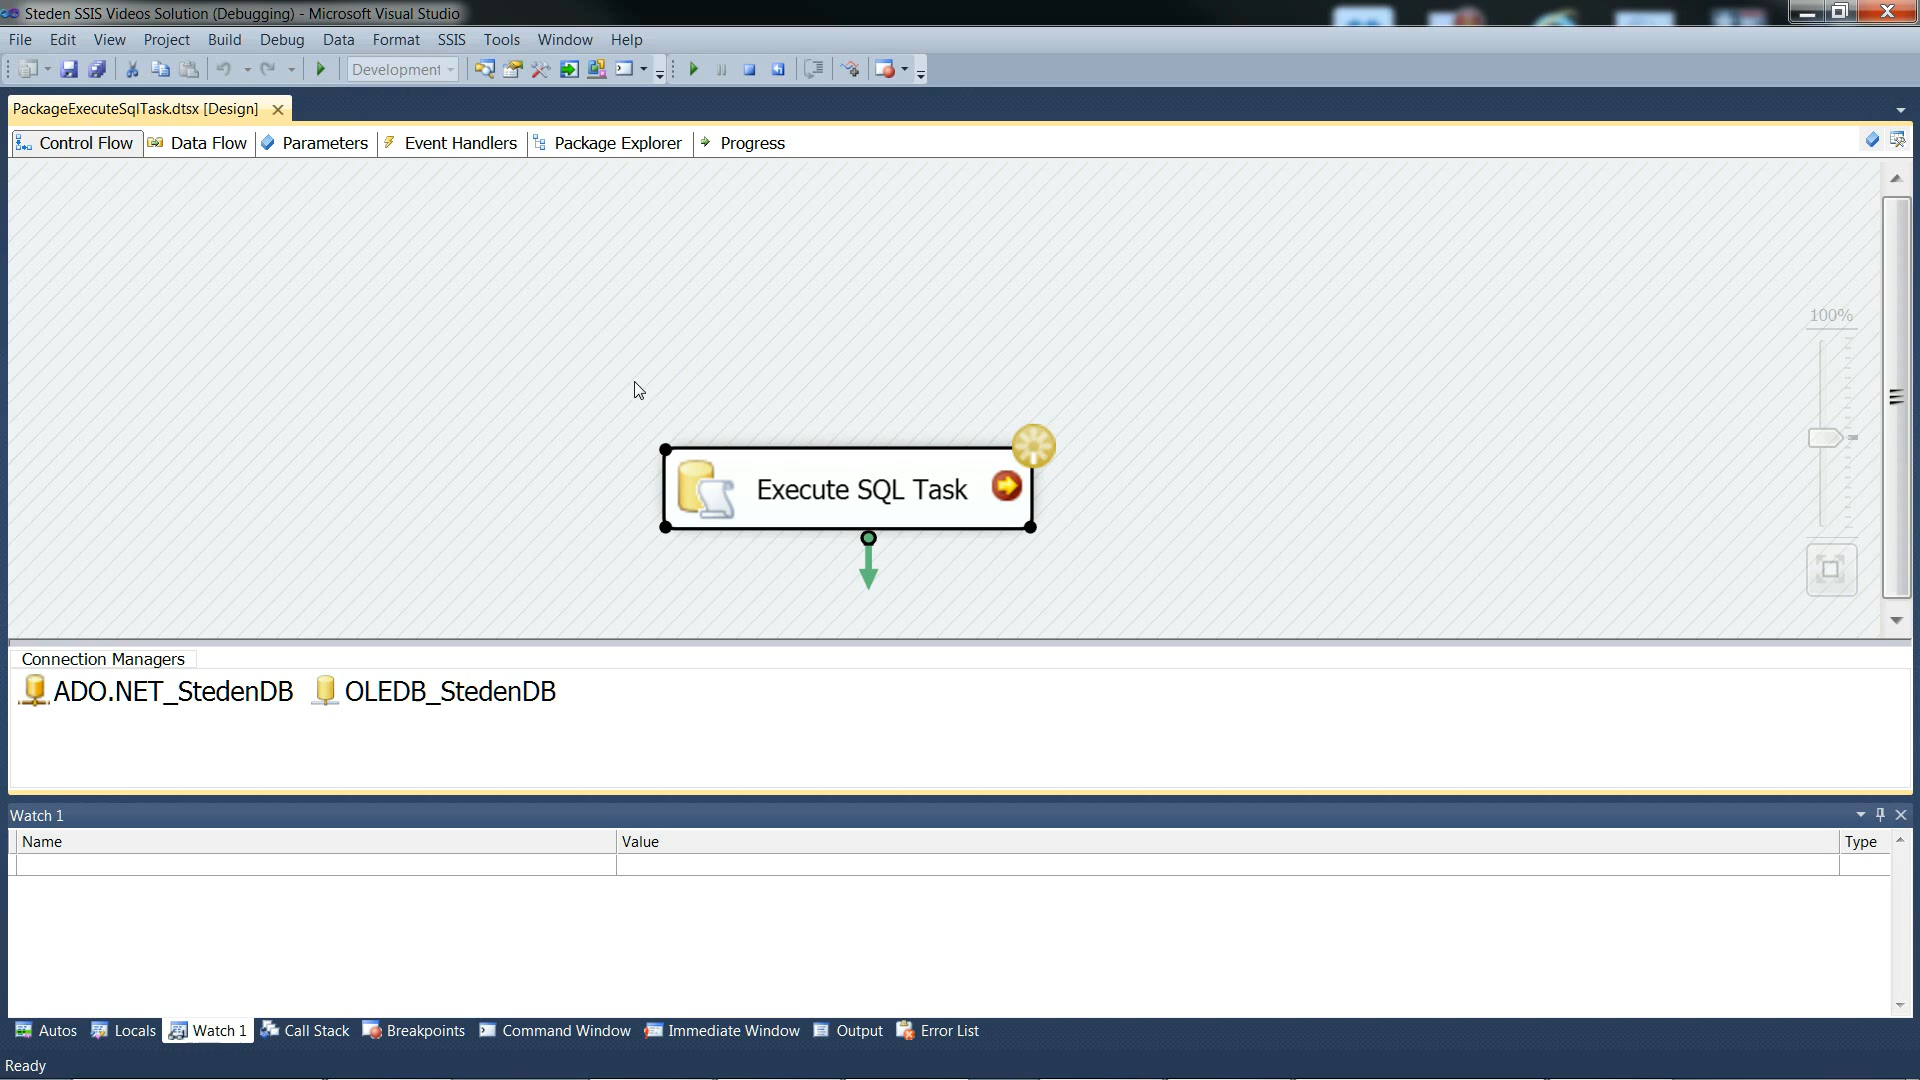 Steden SSIS Videos Solution (Debugging) - Microsoft Visual Studio
File Edit View Project Build Debug Data Format SSIS Tools Window Help
Development
PackageExecuteSqlTask.dtsx [Design]
Control Flow Data Flow Parameters Event Handlers Package Explorer Progress
100%
Execute SQL Task
Connection Managers
ADO.NET_StedenDB OLEDB_StedenDB
Watch 1
Name Value Type
Autos Locals Watch 1 Call Stack Breakpoints Command Window Immediate Window Output Error List
Ready